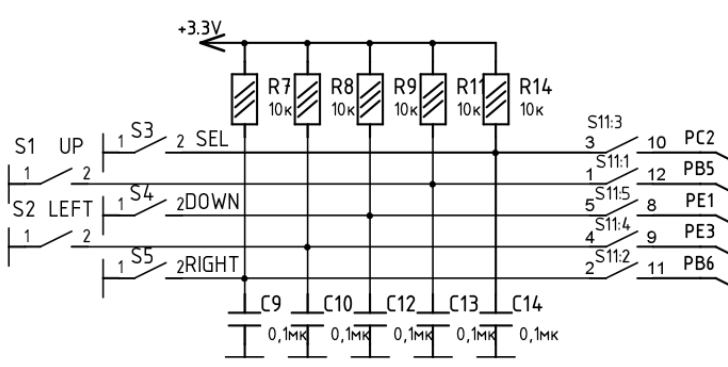 +3.3V
R7 R8 R9 R11 R14
10к 10к 10к 10к 10к
S11:3
S1 UP 1 S3 2 SEL 3 10 PC2
S11:1
1 2 1 12 PB5
S4 S11:5
S2 LEFT 1 2DOWN 5 8 PE1
S11:4
1 2 4 9 PE3
S5 S11:2
1 2RIGHT 2 11 PB6
C9 C10 C12 C13 C14
0,1мк 0,1мк 0,1мк 0,1мк 0,1мк